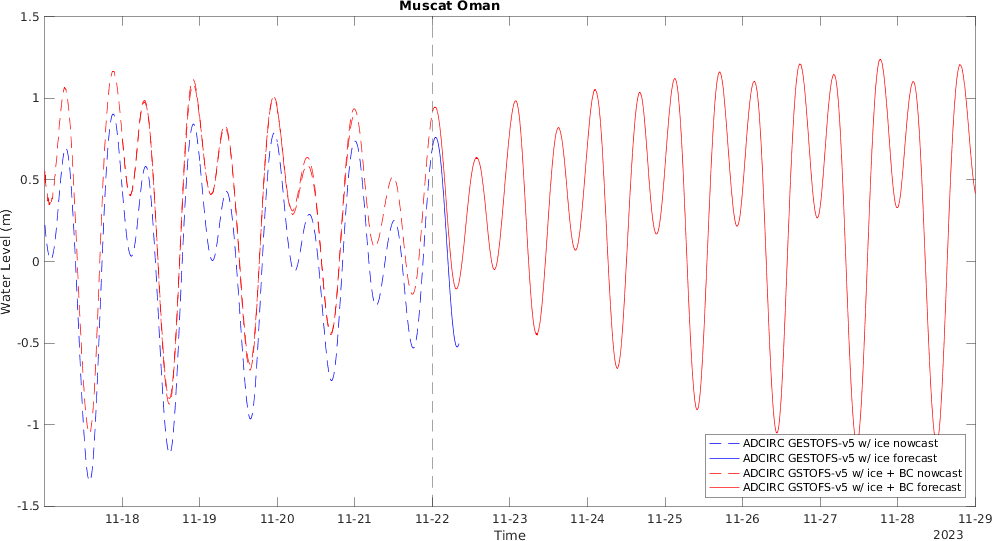 Muscat Oman
1.5
1
0.5
0
-0.5
-1
-1.5
Water Level (m)
ADCIRC GESTOFS-v5 w/ ice nowcast
ADCIRC GESTOFS-v5 w/ ice forecast
ADCIRC GSTOFS-v5 w/ ice + BC nowcast
ADCIRC GSTOFS-v5 w/ ice + BC forecast
11-18 11-19 11-20 11-21 11-22 11-23 11-24 11-25 11-26 11-27 11-28 11-29
Time
2023